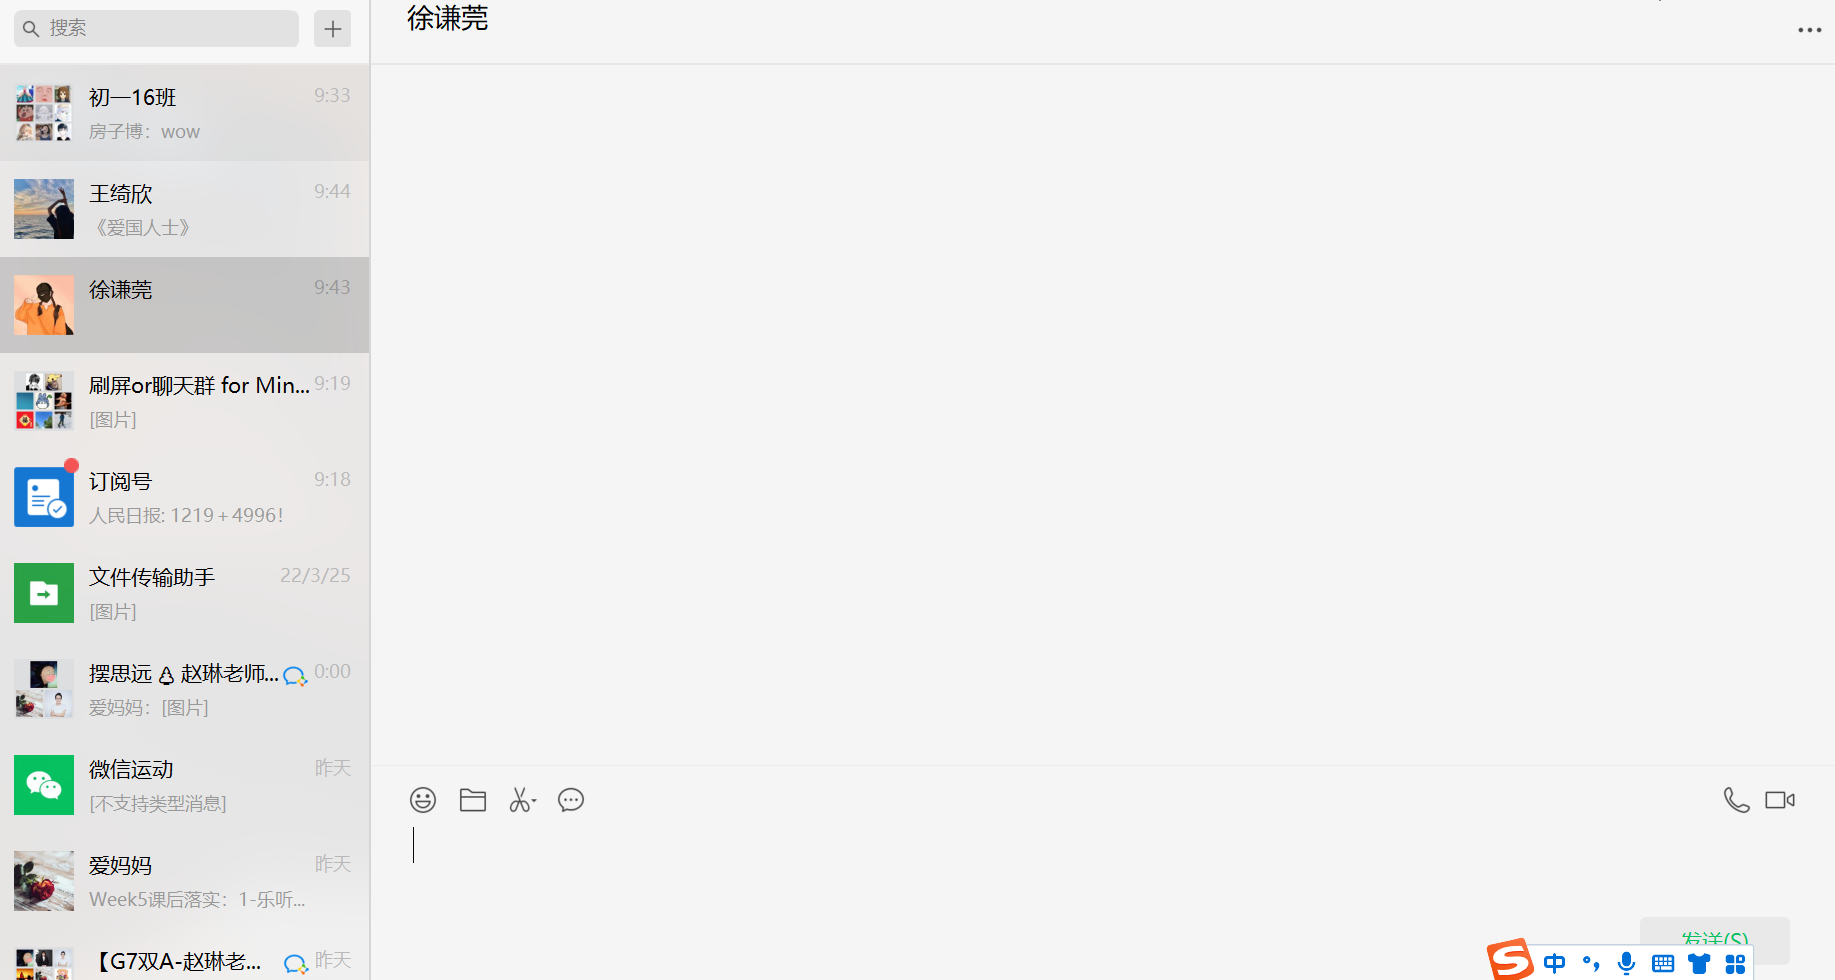 搜索
初一16班
9:33
房子博：wow
王绮欣
9:44
《爱国人士》
徐谦莞
9:43
刷屏or聊天群 for Min...
9:19
[图片]
订阅号
9:18
人民日报: 1219＋4996！
文件传输助手
22/3/25
[图片]
摆思远 赵琳老师...
0:00
爱妈妈：[图片]
微信运动
昨天
[不支持类型消息]
爱妈妈
昨天
Week5课后落实：1-乐听...
【G7双A-赵琳老...
昨天
徐谦莞
发送(S)
中